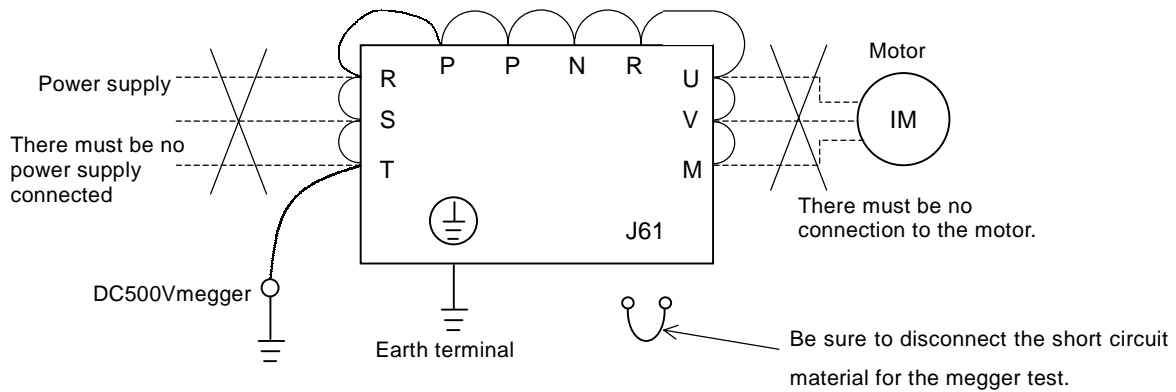 Motor
P P N R
Power supply
R
U
S
V
IM
There must be no
power supply
connected
T
M
There must be no
connection to the motor.
J61
DC500Vmegger
Earth terminal
Be sure to disconnect the short circuit
material for the megger test.